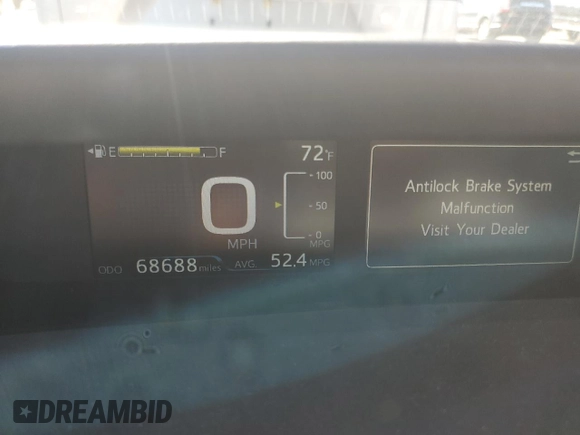 E F 72°F
100
50
0
MPG
0
MPH
ODO 68688 miles AVG. 52.4 MPG
Antilock Brake System
Malfunction
Visit Your Dealer
DREAMBID